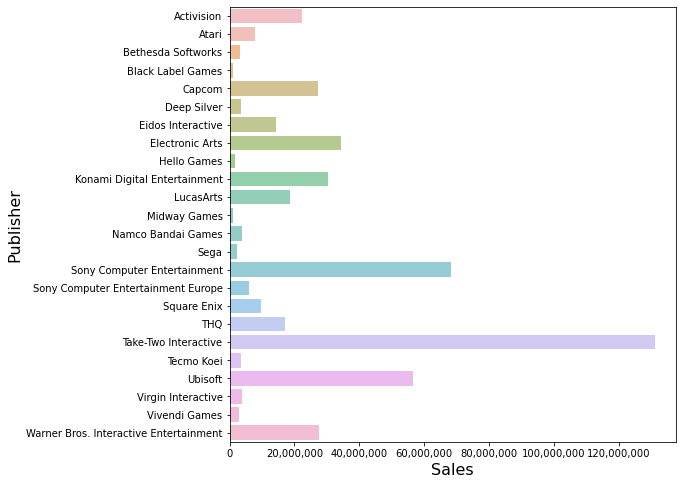 Activision
Atari
Bethesda Softworks
Black Label Games
Capcom
Deep Silver
Eidos Interactive
Electronic Arts
Hello Games
Konami Digital Entertainment
LucasArts
Midway Games
Namco Bandai Games
Sega
Sony Computer Entertainment
Sony Computer Entertainment Europe
Square Enix
THQ
Take-Two Interactive
Tecmo Koei
Ubisoft
Virgin Interactive
Vivendi Games
Warner Bros. Interactive Entertainment
Publisher
0 20,000,000 40,000,000 60,000,000 80,000,000 100,000,000 120,000,000
Sales